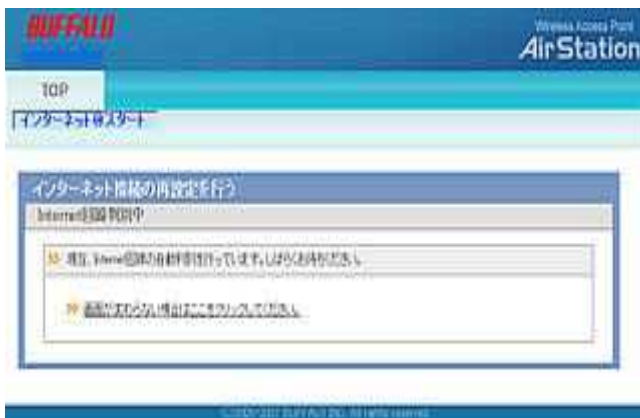 BUFFALO
Wireless Access Point
AirStation
TOP
インターネット@スタート
インターネット接続の再設定を行う
Internet回線判別中
現在、Internet回線の自動判別を行っています。しばらくお待ちください。
画面が変わらない場合はここをクリックしてください。
BUFFALO INC. All rights reserved.